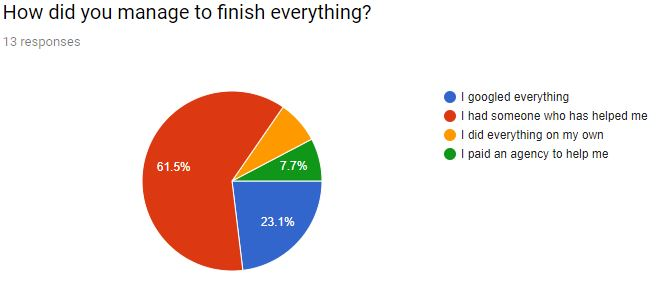 How did you manage to finish everything?
13 responses
I googled everything
I had someone who has helped me
I did everything on my own
I paid an agency to help me
61.5%
7.7%
23.1%